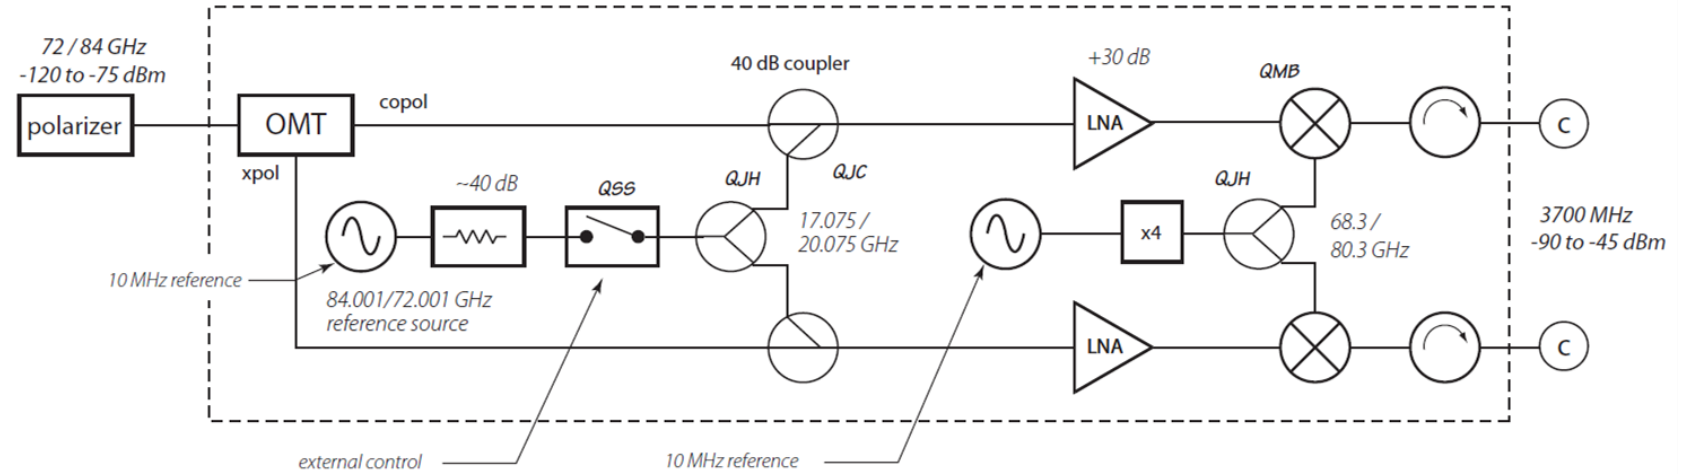 72 / 84 GHz
-120 to -75 dBm
polarizer
OMT
copol
xpol
40 dB coupler
+30 dB
LNA
QMB
C
~40 dB
QSS
QJH
QJC
17.075 /
20.075 GHz
x4
QJH
68.3 /
80.3 GHz
3700 MHz
-90 to -45 dBm
10 MHz reference
84.001/72.001 GHz
reference source
LNA
C
external control
10 MHz reference